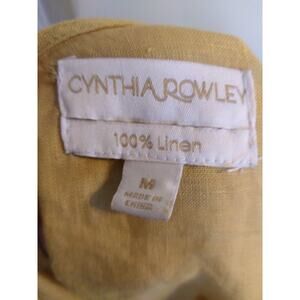 CYNTHIA ROWLEY
100% Linen
M
MADE IN
CHINA